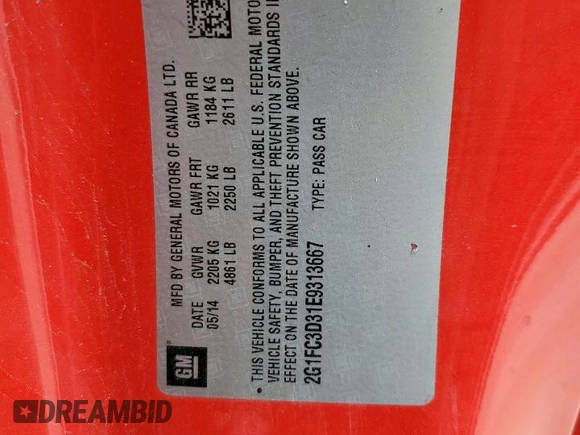 GM
MFD BY GENERAL MOTORS OF CANADA LTD.
DATE GVWR GAWR FRT GAWR RR
05/14 2205 KG 1021 KG 1184 KG
4861 LB 2250 LB 2611 LB
• THIS VEHICLE CONFORMS TO ALL APPLICABLE U.S. FEDERAL MOTO
VEHICLE SAFETY, BUMPER, AND THEFT PREVENTION STANDARDS I
EFFECT ON THE DATE OF MANUFACTURE SHOWN ABOVE.
2G1FC3D31E9313667 TYPE: PASS CAR
DREAMBID